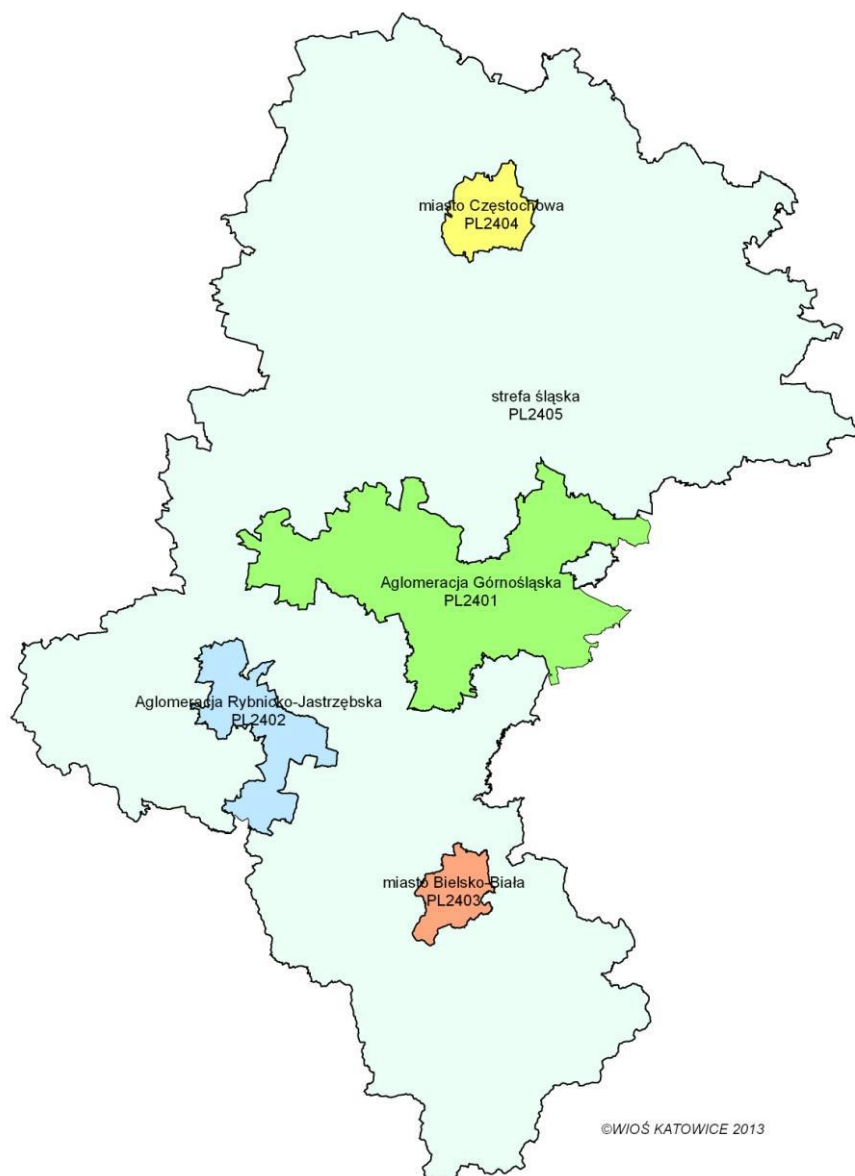 miasto Częstochowa
PL2404
strefa śląska
PL2405
Aglomeracja Górnośląska
PL2401
Aglomeracja Rybnicko-Jastrzębska
PL2402
miasto Bielsko-Biała
PL2403
©WIOŚ KATOWICE 2013